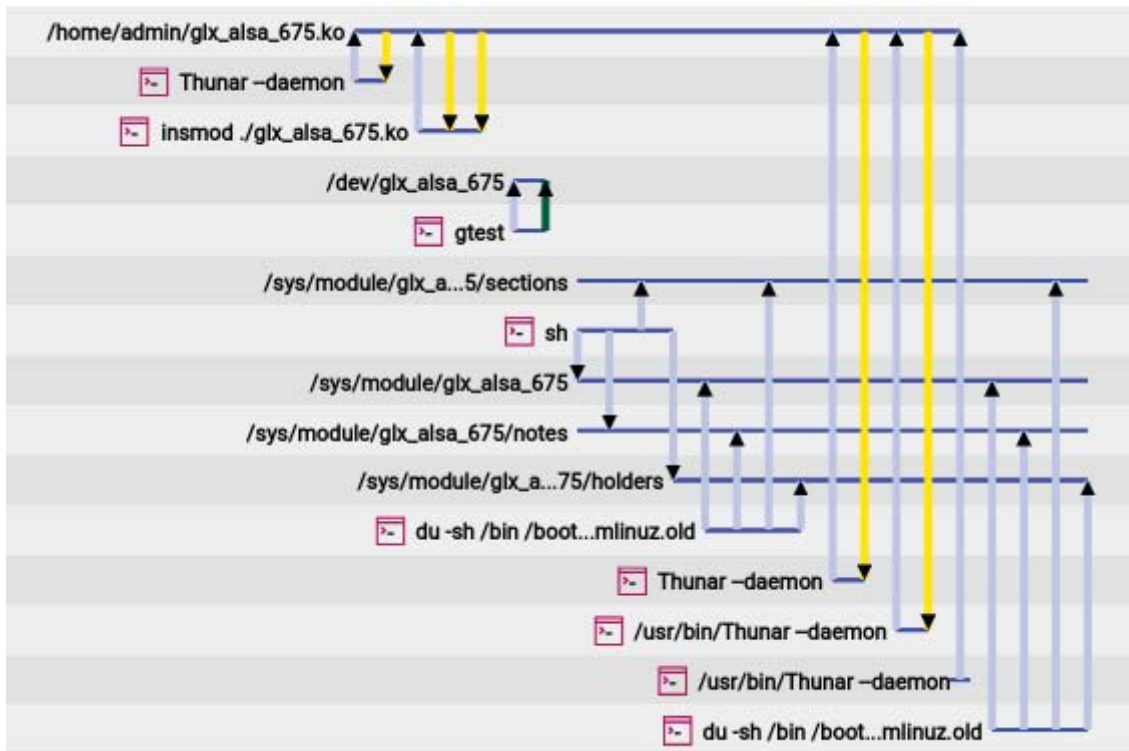 /home/admin/glx_alsa_675.ko
Thunar –daemon
insmod ./glx_alsa_675.ko
/dev/glx_alsa_675
gtest
/sys/module/glx_a...5/sections
sh
/sys/module/glx_alsa_675
/sys/module/glx_alsa_675/notes
/sys/module/glx_a...75/holders
du -sh /bin /boot...mlinuz.old
Thunar –daemon
/usr/bin/Thunar –daemon
/usr/bin/Thunar –daemon
du -sh /bin /boot...mlinuz.old